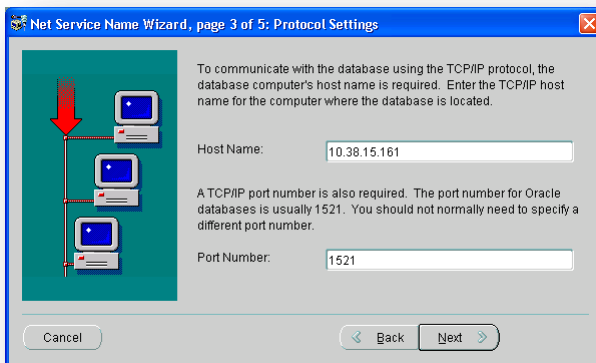 Net Service Name Wizard, page 3 of 5: Protocol Settings
To communicate with the database using the TCP/IP protocol, the
database computer's host name is required. Enter the TCP/IP host
name for the computer where the database is located.
Host Name:
10.38.15.161
A TCP/IP port number is also required. The port number for Oracle
databases is usually 1521. You should not normally need to specify a
different port number.
Port Number:
1521
Cancel
Back
Next